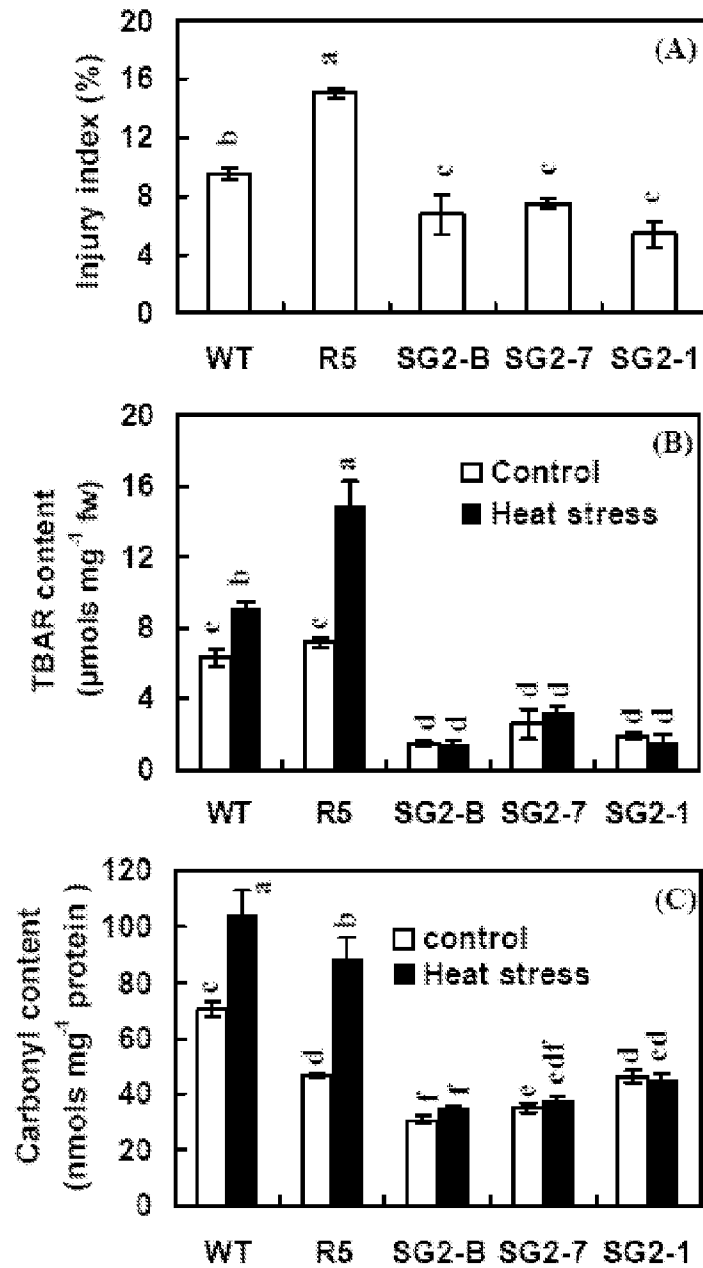 (A)
Injury index (%)
20
16
12
8
4
0
b
a
c
c
c
WT R5 SG2-B SG2-7 SG2-1
(B)
TBAR content
(µmols mg⁻¹ fw)
20
16
12
8
4
0
Control
Heat stress
c b c a d d d d d d
WT R5 SG2-B SG2-7 SG2-1
(C)
Carbonyl content
(nmols mg⁻¹ protein )
120
100
80
60
40
20
0
control
Heat stress
c a d b f f e edf d ed
WT R5 SG2-B SG2-7 SG2-1